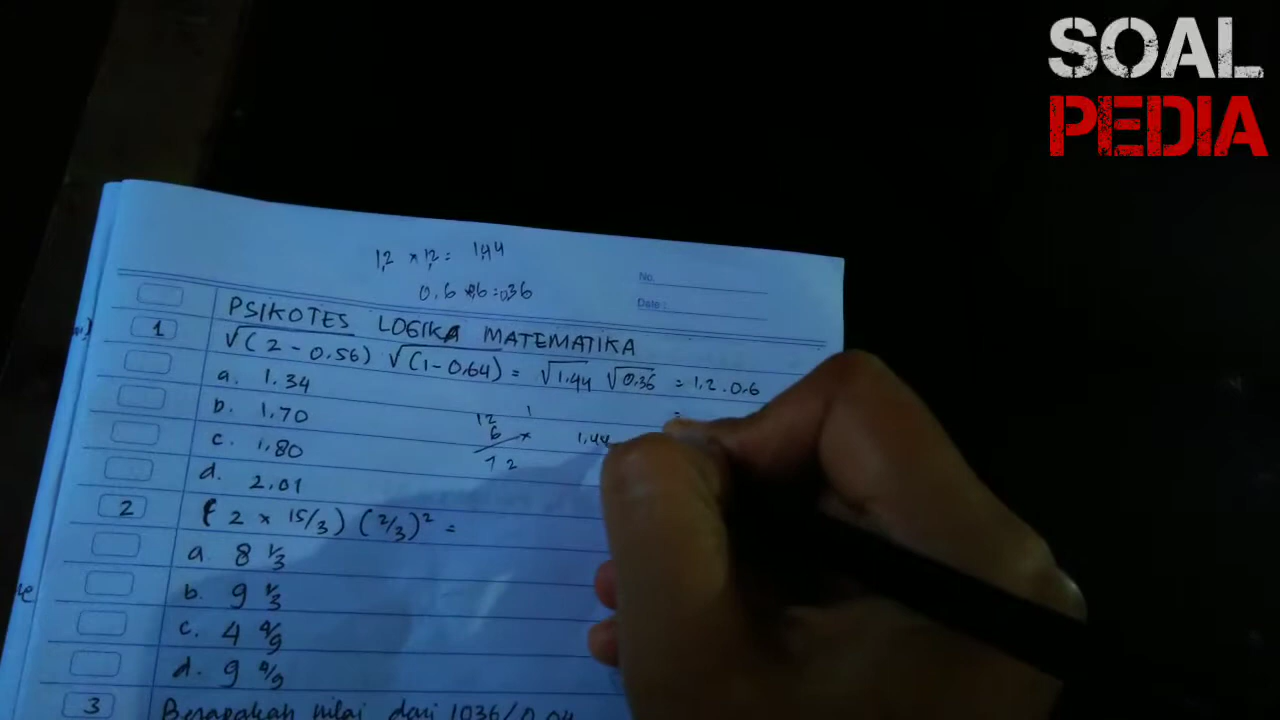 SOAL
PEDIA
1,2 × 1,2 = 1,44
0.6 × 0,6 = 0,36
No.
Date :
PSIKOTES LOGIKA MATEMATIKA
1 √(2 - 0.56) √(1 - 0.64) = √1.44 √0.36 = 1,2 . 0.6
a. 1.34 =
b. 1.70 12 1
c. 1.80 6 × 1,44
d. 2.01 7 2
2 (2 × 15/3) (2/3)² =
a. 8 1/3
b. 9 1/3
c. 4 4/9
d. 9 4/9
3 Berapakah nilai dari 1036/0.04